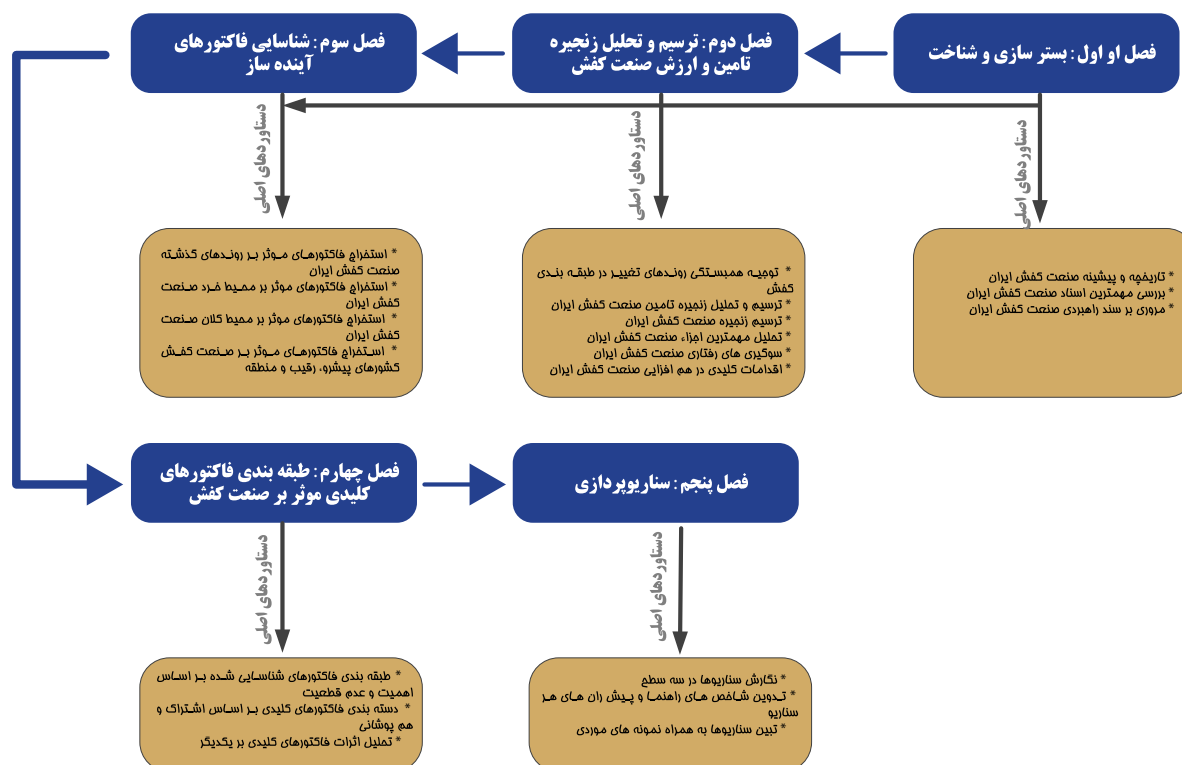 فصل او اول : بستر سازی و شناخت
فصل دوم : ترسیم و تحلیل زنجیره
تامین و ارزش صنعت کفش
فصل سوم : شناسایی فاکتورهای
آینده ساز
دستاوردهای اصلی
دستاوردهای اصلی
دستاوردهای اصلی
* تاریخچه و پیشینه صنعت کفش ایران
* بررسی مهمترین اسناد صنعت کفش ایران
* مروری بر سند راهبردی صنعت کفش ایران
* توجیه همبستگی روندهای تغییر در طبقه بندی
کفش
* ترسیم و تحلیل زنجیره تامین صنعت کفش ایران
* ترسیم زنجیره صنعت کفش ایران
* تحلیل مهمترین اجزاء صنعت کفش ایران
* سوگیری های رفتاری صنعت کفش ایران
* اقدامات کلیدی در هم افزایی صنعت کفش ایران
* استخراج فاکتورهای موثر بر روندهای گذشته
صنعت کفش ایران
* استخراج فاکتورهای موثر بر محیط خرد صنعت
کفش ایران
* استخراج فاکتورهای موثر بر محیط کلان صنعت
کفش ایران
* استخراج فاکتورهای موثر بر صنعت کفش
کشورهای پیشرو، رقیب و منطقه
فصل چهارم : طبقه بندی فاکتورهای
کلیدی موثر بر صنعت کفش
فصل پنجم : سناریوپردازی
دستاوردهای اصلی
دستاوردهای اصلی
* طبقه بندی فاکتورهای شناسایی شده بر اساس
اهمیت و عدم قطعیت
* دسته بندی فاکتورهای کلیدی بر اساس اشتراک و
هم پوشانی
* تحلیل اثرات فاکتورهای کلیدی بر یکدیگر
* نگارش سناریوها در سه سطح
* تدوین شاخص های راهنما و پیش ران های هر
سناریو
* تبین سناریوها به همراه نمونه های موردی